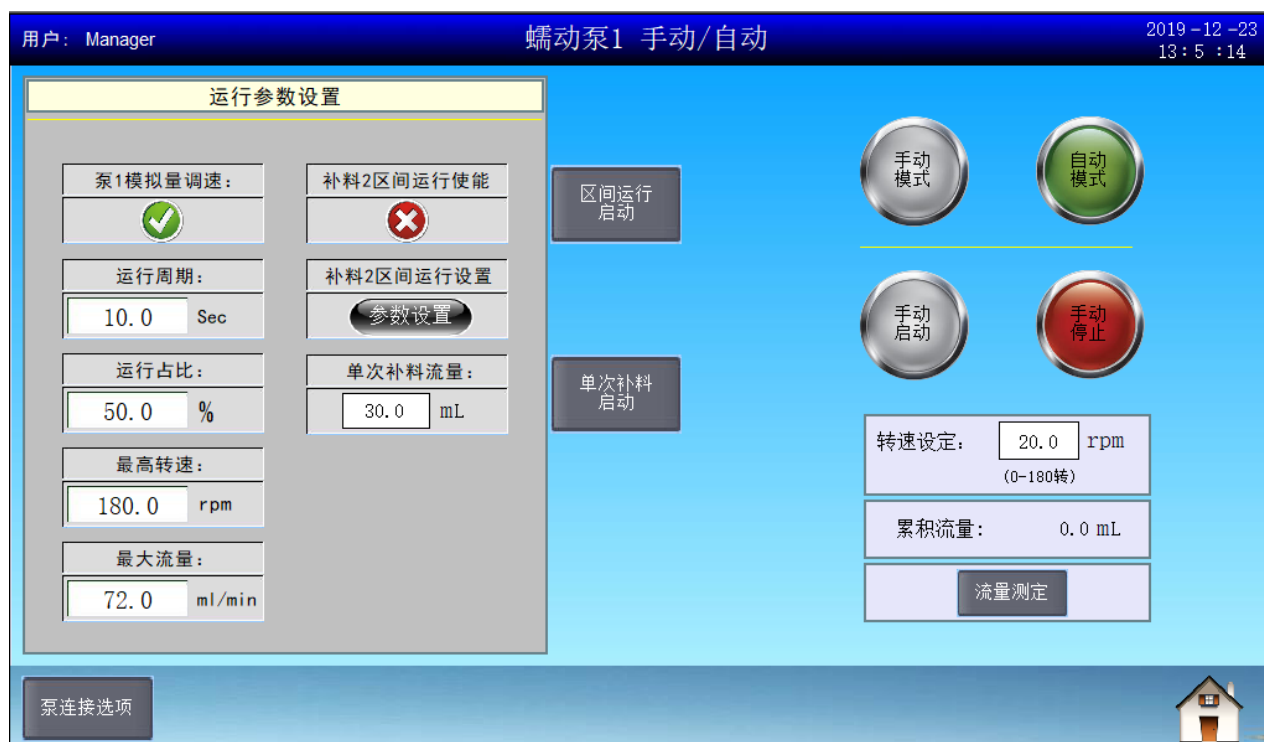 用户: Manager
蠕动泵1 手动/自动
2019-12-23
13:5 :14
运行参数设置
泵1模拟量调速:
补料2区间运行使能
区间运行
启动
手动
模式
自动
模式
运行周期:
10.0 Sec
补料2区间运行设置
参数设置
手动
启动
手动
停止
运行占比:
50.0 %
单次补料流量:
30.0 mL
单次补料
启动
最高转速:
180.0 rpm
转速设定: 20.0 rpm
(0-180转)
最大流量:
72.0 ml/min
累积流量: 0.0 mL
流量测定
泵连接选项